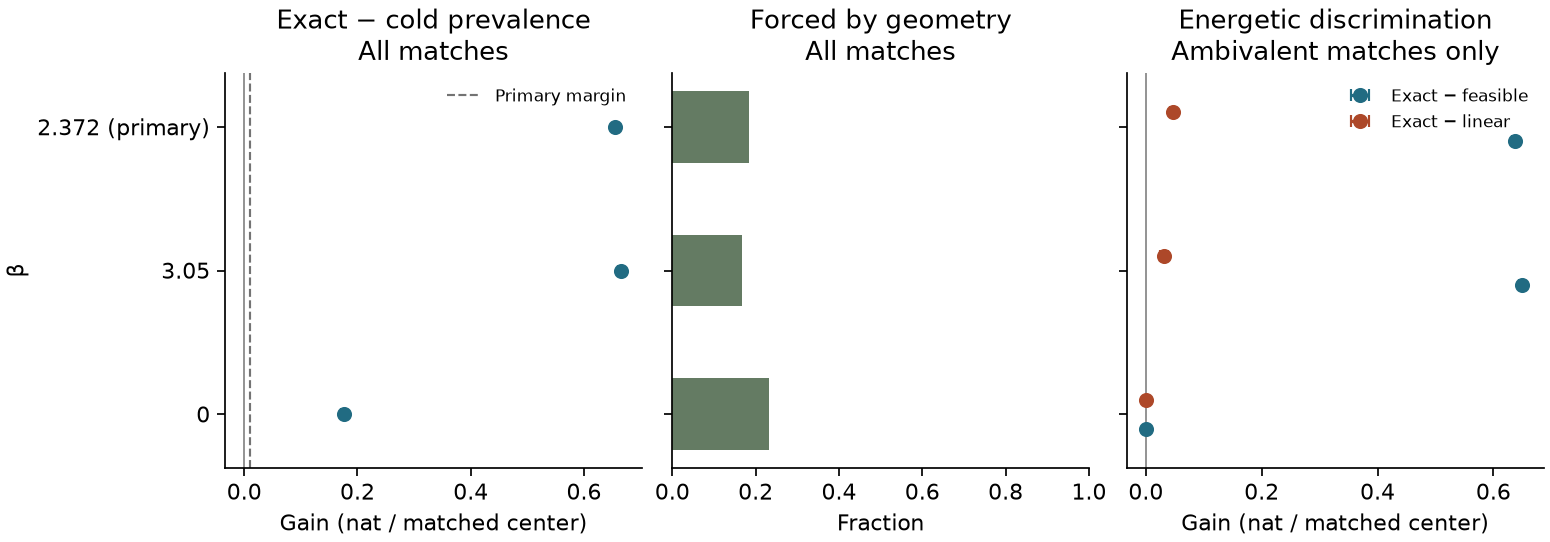 Exact − cold prevalence
All matches
Primary margin
β
2.372 (primary)
3.05
0
0.0 0.2 0.4 0.6
Gain (nat / matched center)
Forced by geometry
All matches
0.0 0.2 0.4 0.6 0.8 1.0
Fraction
Energetic discrimination
Ambivalent matches only
Exact − feasible
Exact − linear
0.0 0.2 0.4 0.6
Gain (nat / matched center)